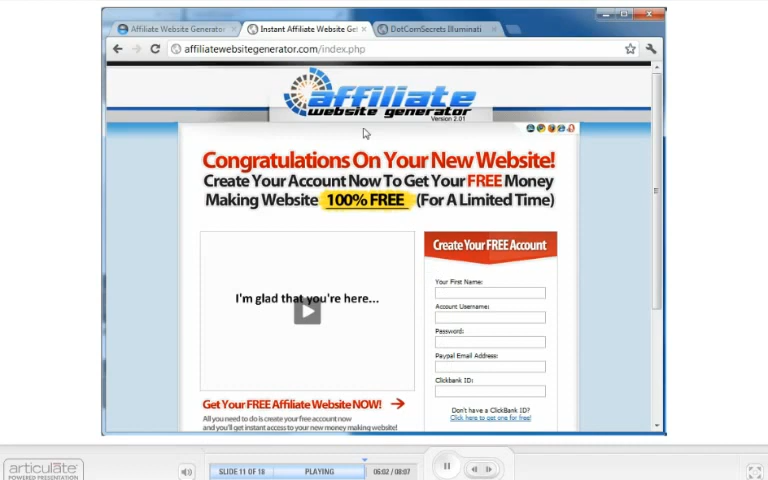 Affiliate Website Generator
Instant Affiliate Website Get
DotComSecrets Illuminati
affiliatewebsitegenerator.com/index.php
affiliate
website generator
Version 2.01
Congratulations On Your New Website!
Create Your Account Now To Get Your FREE Money
Making Website 100% FREE (For A Limited Time)
I'm glad that you're here...
Create Your FREE Account
Your First Name:
Account Username:
Password:
Paypal Email Address:
Clickbank ID:
Don't have a ClickBank ID?
Click here to get one for free!
Get Your FREE Affiliate Website NOW!
All you need to do is create your free account now
and you'll get instant access to your new money making website!
articulate
POWERED PRESENTATION
SLIDE 11 OF 18
PLAYING
06:02 / 08:07